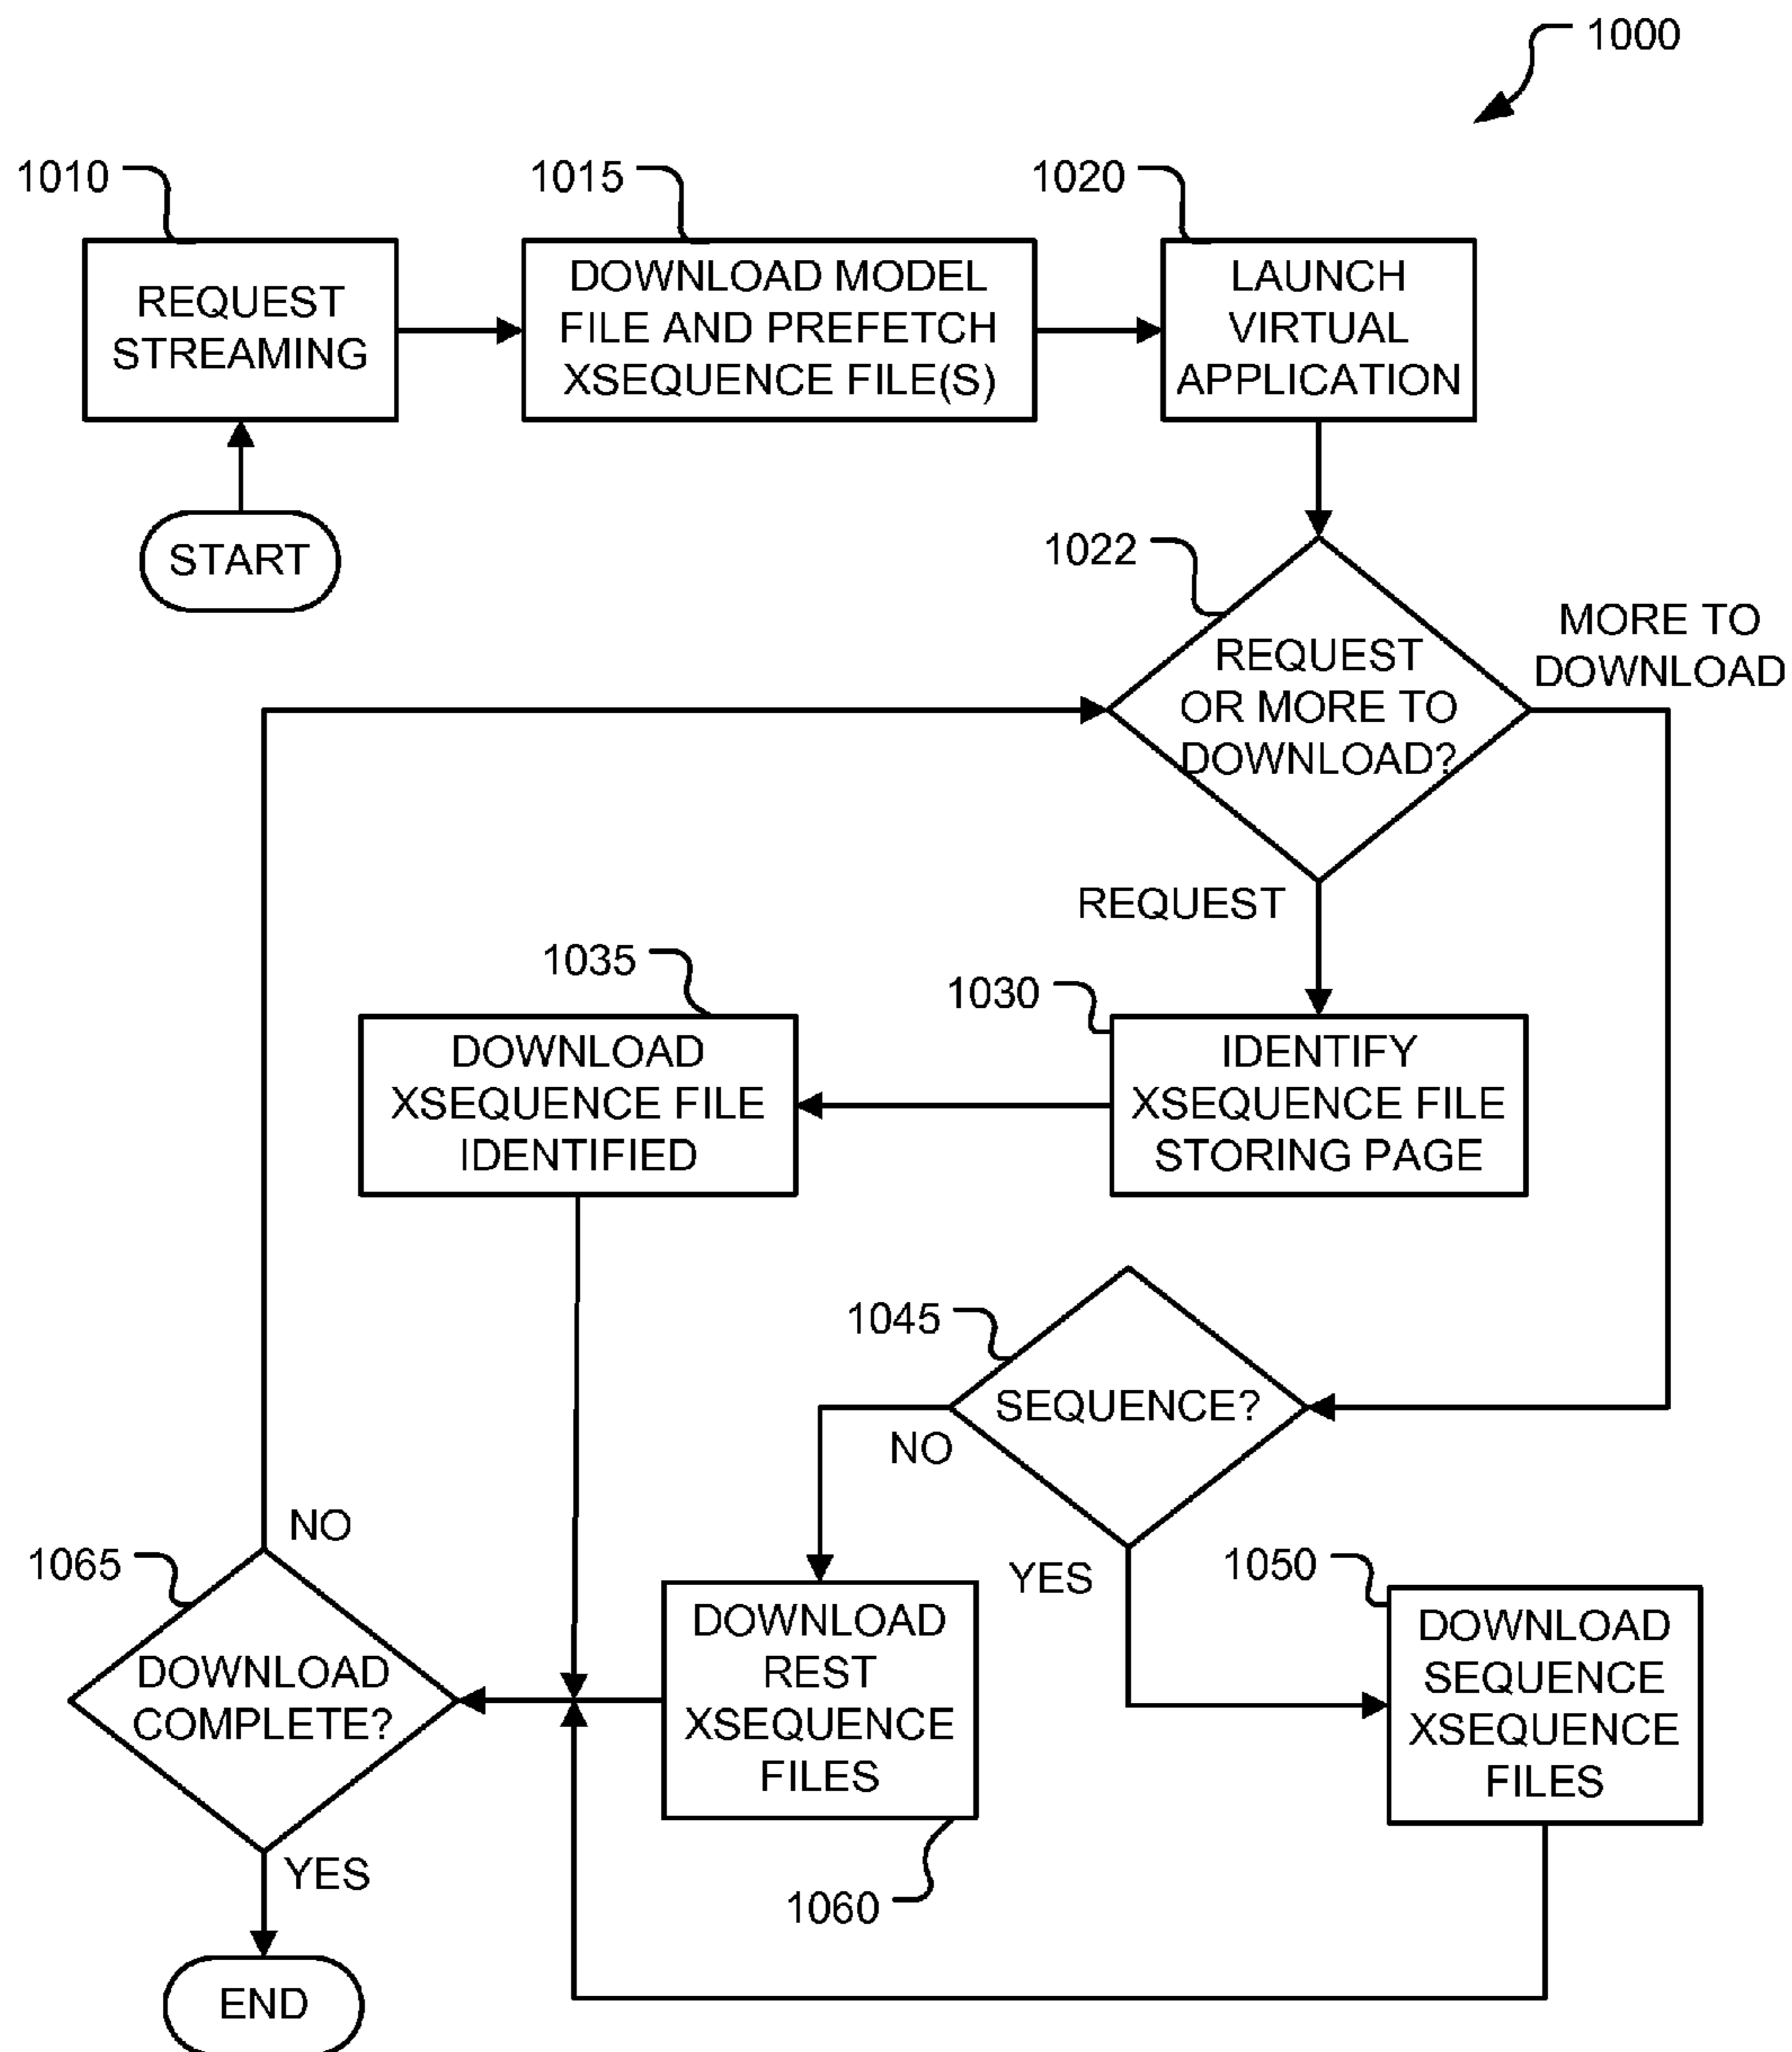 1000
1010
1015
1020
REQUEST
STREAMING
DOWNLOAD MODEL
FILE AND PREFETCH
XSEQUENCE FILE(S)
LAUNCH
VIRTUAL
APPLICATION
START
1022
REQUEST
OR MORE TO
DOWNLOAD?
MORE TO
DOWNLOAD
REQUEST
1035
1030
DOWNLOAD
XSEQUENCE FILE
IDENTIFIED
IDENTIFY
XSEQUENCE FILE
STORING PAGE
1045
SEQUENCE?
NO
YES
NO
1065
DOWNLOAD
COMPLETE?
DOWNLOAD
REST
XSEQUENCE
FILES
1050
DOWNLOAD
SEQUENCE
XSEQUENCE
FILES
YES
1060
END